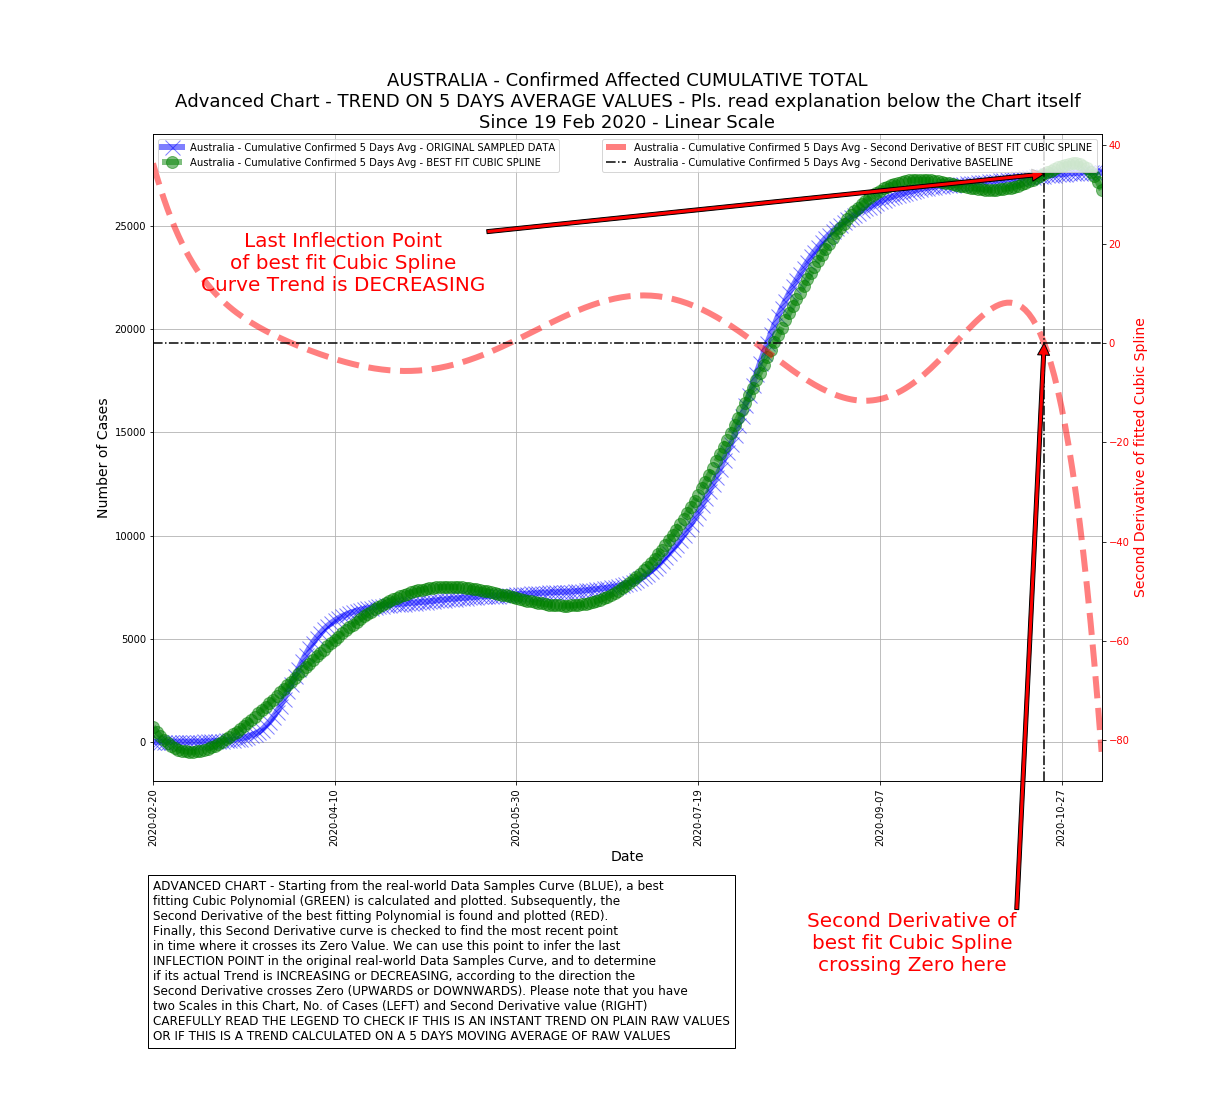 AUSTRALIA - Confirmed Affected CUMULATIVE TOTAL
Advanced Chart - TREND ON 5 DAYS AVERAGE VALUES - Pls. read explanation below the Chart itself
Since 19 Feb 2020 - Linear Scale
Australia - Cumulative Confirmed 5 Days Avg - ORIGINAL SAMPLED DATA
Australia - Cumulative Confirmed 5 Days Avg - BEST FIT CUBIC SPLINE
Australia - Cumulative Confirmed 5 Days Avg - Second Derivative of BEST FIT CUBIC SPLINE
Australia - Cumulative Confirmed 5 Days Avg - Second Derivative BASELINE
Last Inflection Point
of best fit Cubic Spline
Curve Trend is DECREASING
Number of Cases
25000
20000
15000
10000
5000
0
40
20
0
−20
−40
−60
−80
Second Derivative of fitted Cubic Spline
2020-02-20
2020-04-10
2020-05-30
2020-07-19
2020-09-07
2020-10-27
Date
ADVANCED CHART - Starting from the real-world Data Samples Curve (BLUE), a best
fitting Cubic Polynomial (GREEN) is calculated and plotted. Subsequently, the
Second Derivative of the best fitting Polynomial is found and plotted (RED).
Finally, this Second Derivative curve is checked to find the most recent point
in time where it crosses its Zero Value. We can use this point to infer the last
INFLECTION POINT in the original real-world Data Samples Curve, and to determine
if its actual Trend is INCREASING or DECREASING, according to the direction the
Second Derivative crosses Zero (UPWARDS or DOWNWARDS). Please note that you have
two Scales in this Chart, No. of Cases (LEFT) and Second Derivative value (RIGHT)
CAREFULLY READ THE LEGEND TO CHECK IF THIS IS AN INSTANT TREND ON PLAIN RAW VALUES
OR IF THIS IS A TREND CALCULATED ON A 5 DAYS MOVING AVERAGE OF RAW VALUES
Second Derivative of
best fit Cubic Spline
crossing Zero here